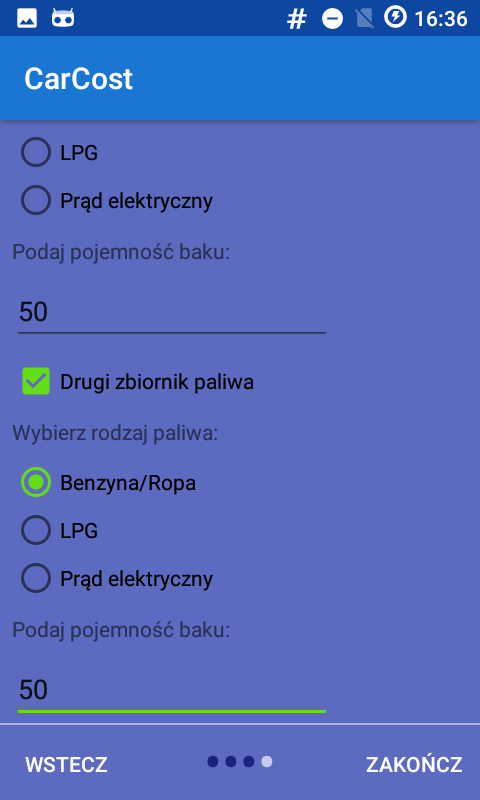 # 16:36
CarCost
LPG
Prąd elektryczny
Podaj pojemność baku:
50
Drugi zbiornik paliwa
Wybierz rodzaj paliwa:
Benzyna/Ropa
LPG
Prąd elektryczny
Podaj pojemność baku:
50
WSTECZ ZAKOŃCZ